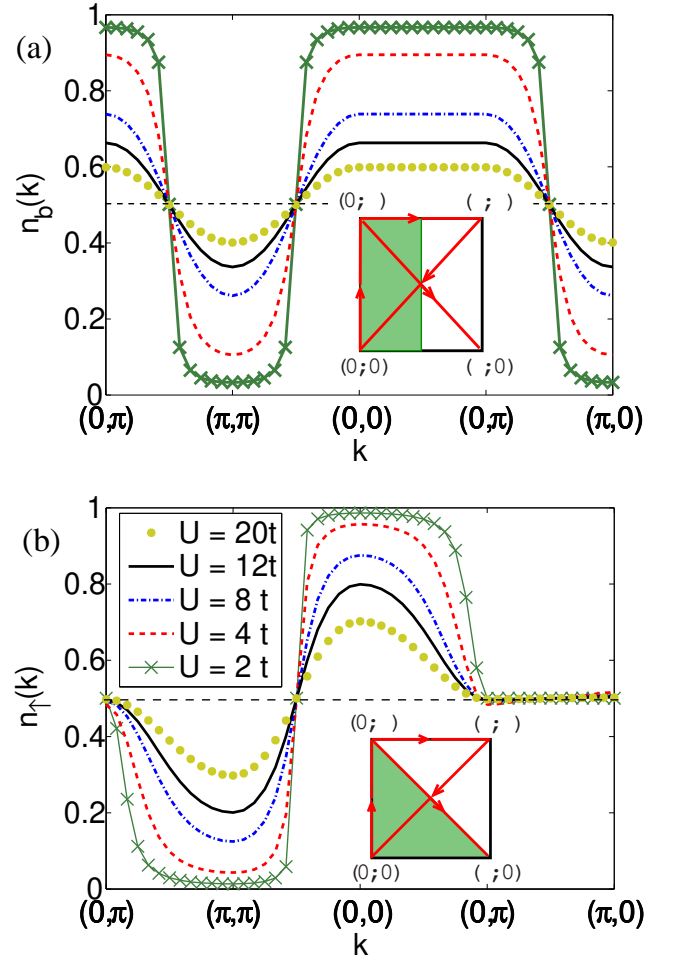 (a)
1
0.8
0.6
0.4
0.2
0
n_b(k)
(0; ) ( ; )
(0;0) ( ;0)
(0,π) (π,π) (0,0) (0,π) (π,0)
k
(b)
1
0.8
0.6
0.4
0.2
0
n_↑(k)
U = 20t
U = 12t
U = 8 t
U = 4 t
U = 2 t
(0; ) ( ; )
(0;0) ( ;0)
(0,π) (π,π) (0,0) (0,π) (π,0)
k